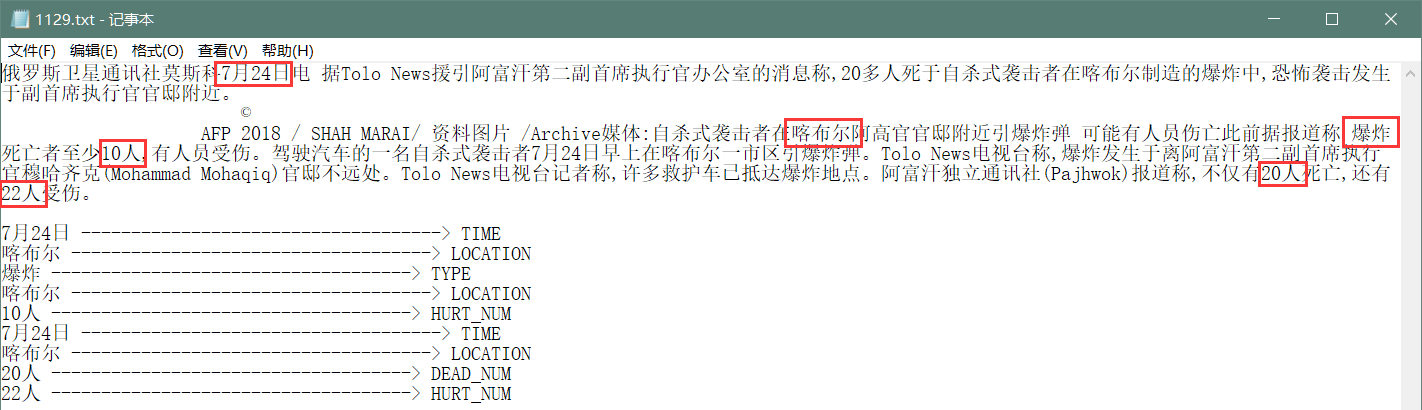 1129.txt - 记事本
文件(F) 编辑(E) 格式(O) 查看(V) 帮助(H)
俄罗斯卫星通讯社莫斯科7月24日电 据Tolo News援引阿富汗第二副首席执行官办公室的消息称,20多人死于自杀式袭击者在喀布尔制造的爆炸中,恐怖袭击发生
于副首席执行官官邸附近。
©
AFP 2018 / SHAH MARAI/ 资料图片 /Archive媒体:自杀式袭击者在喀布尔阿高官官邸附近引爆炸弹 可能有人员伤亡此前据报道称 爆炸
死亡者至少10人,有人员受伤。驾驶汽车的一名自杀式袭击者7月24日早上在喀布尔一市区引爆炸弹。Tolo News电视台称,爆炸发生于离阿富汗第二副首席执行
官穆哈齐克(Mohammad Mohaqiq)官邸不远处。Tolo News电视台记者称,许多救护车已抵达爆炸地点。阿富汗独立通讯社(Pajhwok)报道称,不仅有20人死亡,还有
22人受伤。
7月24日 ------------------------------------> TIME
喀布尔 ------------------------------------> LOCATION
爆炸 ------------------------------------> TYPE
喀布尔 ------------------------------------> LOCATION
10人 ------------------------------------> HURT_NUM
7月24日 ------------------------------------> TIME
喀布尔 ------------------------------------> LOCATION
20人 ------------------------------------> DEAD_NUM
22人 ------------------------------------> HURT_NUM